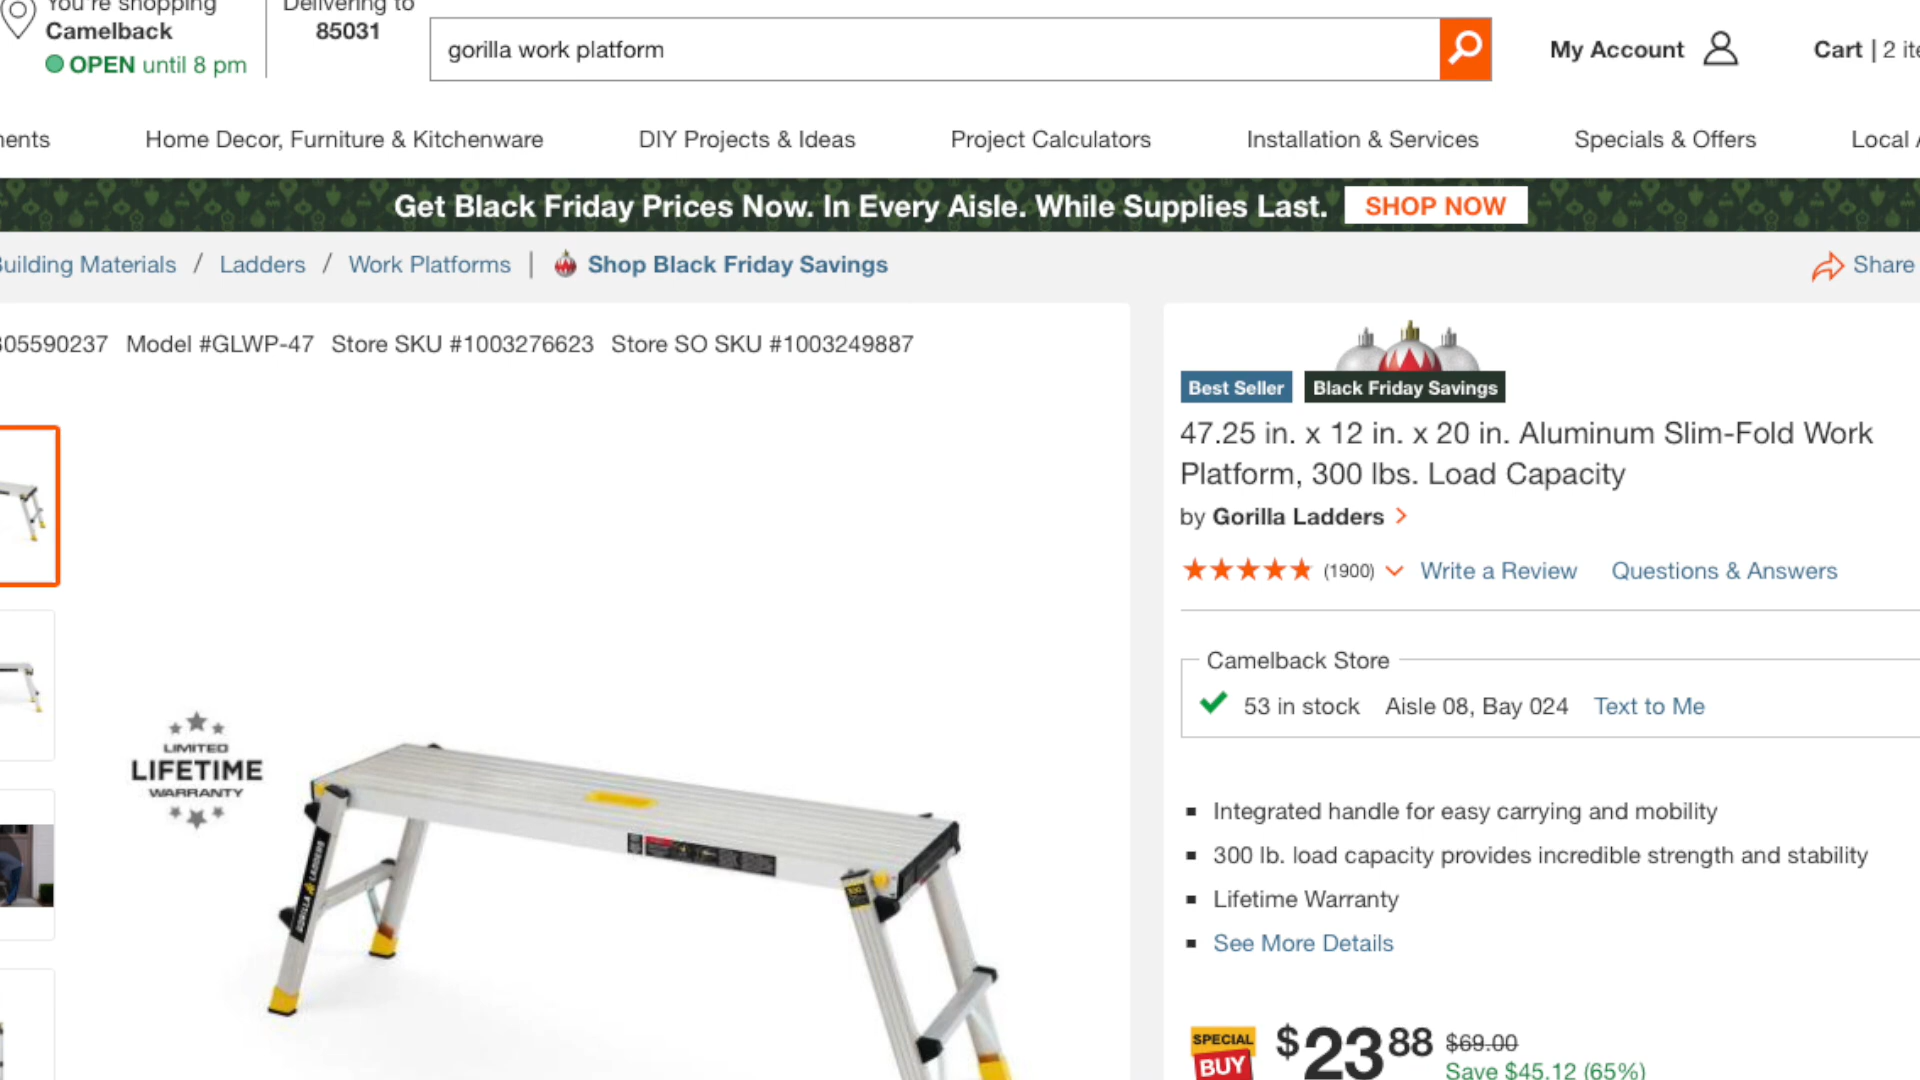 You're shopping
Camelback
OPEN until 8 pm
Delivering to
85031
gorilla work platform
My Account
Cart | 2
Home Decor, Furniture & Kitchenware
DIY Projects & Ideas
Project Calculators
Installation & Services
Specials & Offers
Local
Get Black Friday Prices Now. In Every Aisle. While Supplies Last.
SHOP NOW
Building Materials / Ladders / Work Platforms | Shop Black Friday Savings
Share
305590237 Model #GLWP-47 Store SKU #1003276623 Store SO SKU #1003249887
LIMITED
LIFETIME
WARRANTY
GORILLA LADDERS
Best Seller
Black Friday Savings
47.25 in. x 12 in. x 20 in. Aluminum Slim-Fold Work
Platform, 300 lbs. Load Capacity
by Gorilla Ladders
(1900)
Write a Review
Questions & Answers
Camelback Store
53 in stock Aisle 08, Bay 024 Text to Me
Integrated handle for easy carrying and mobility
300 lb. load capacity provides incredible strength and stability
Lifetime Warranty
See More Details
SPECIAL
BUY
$23 88
$69.00
Save $45.12 (65%)